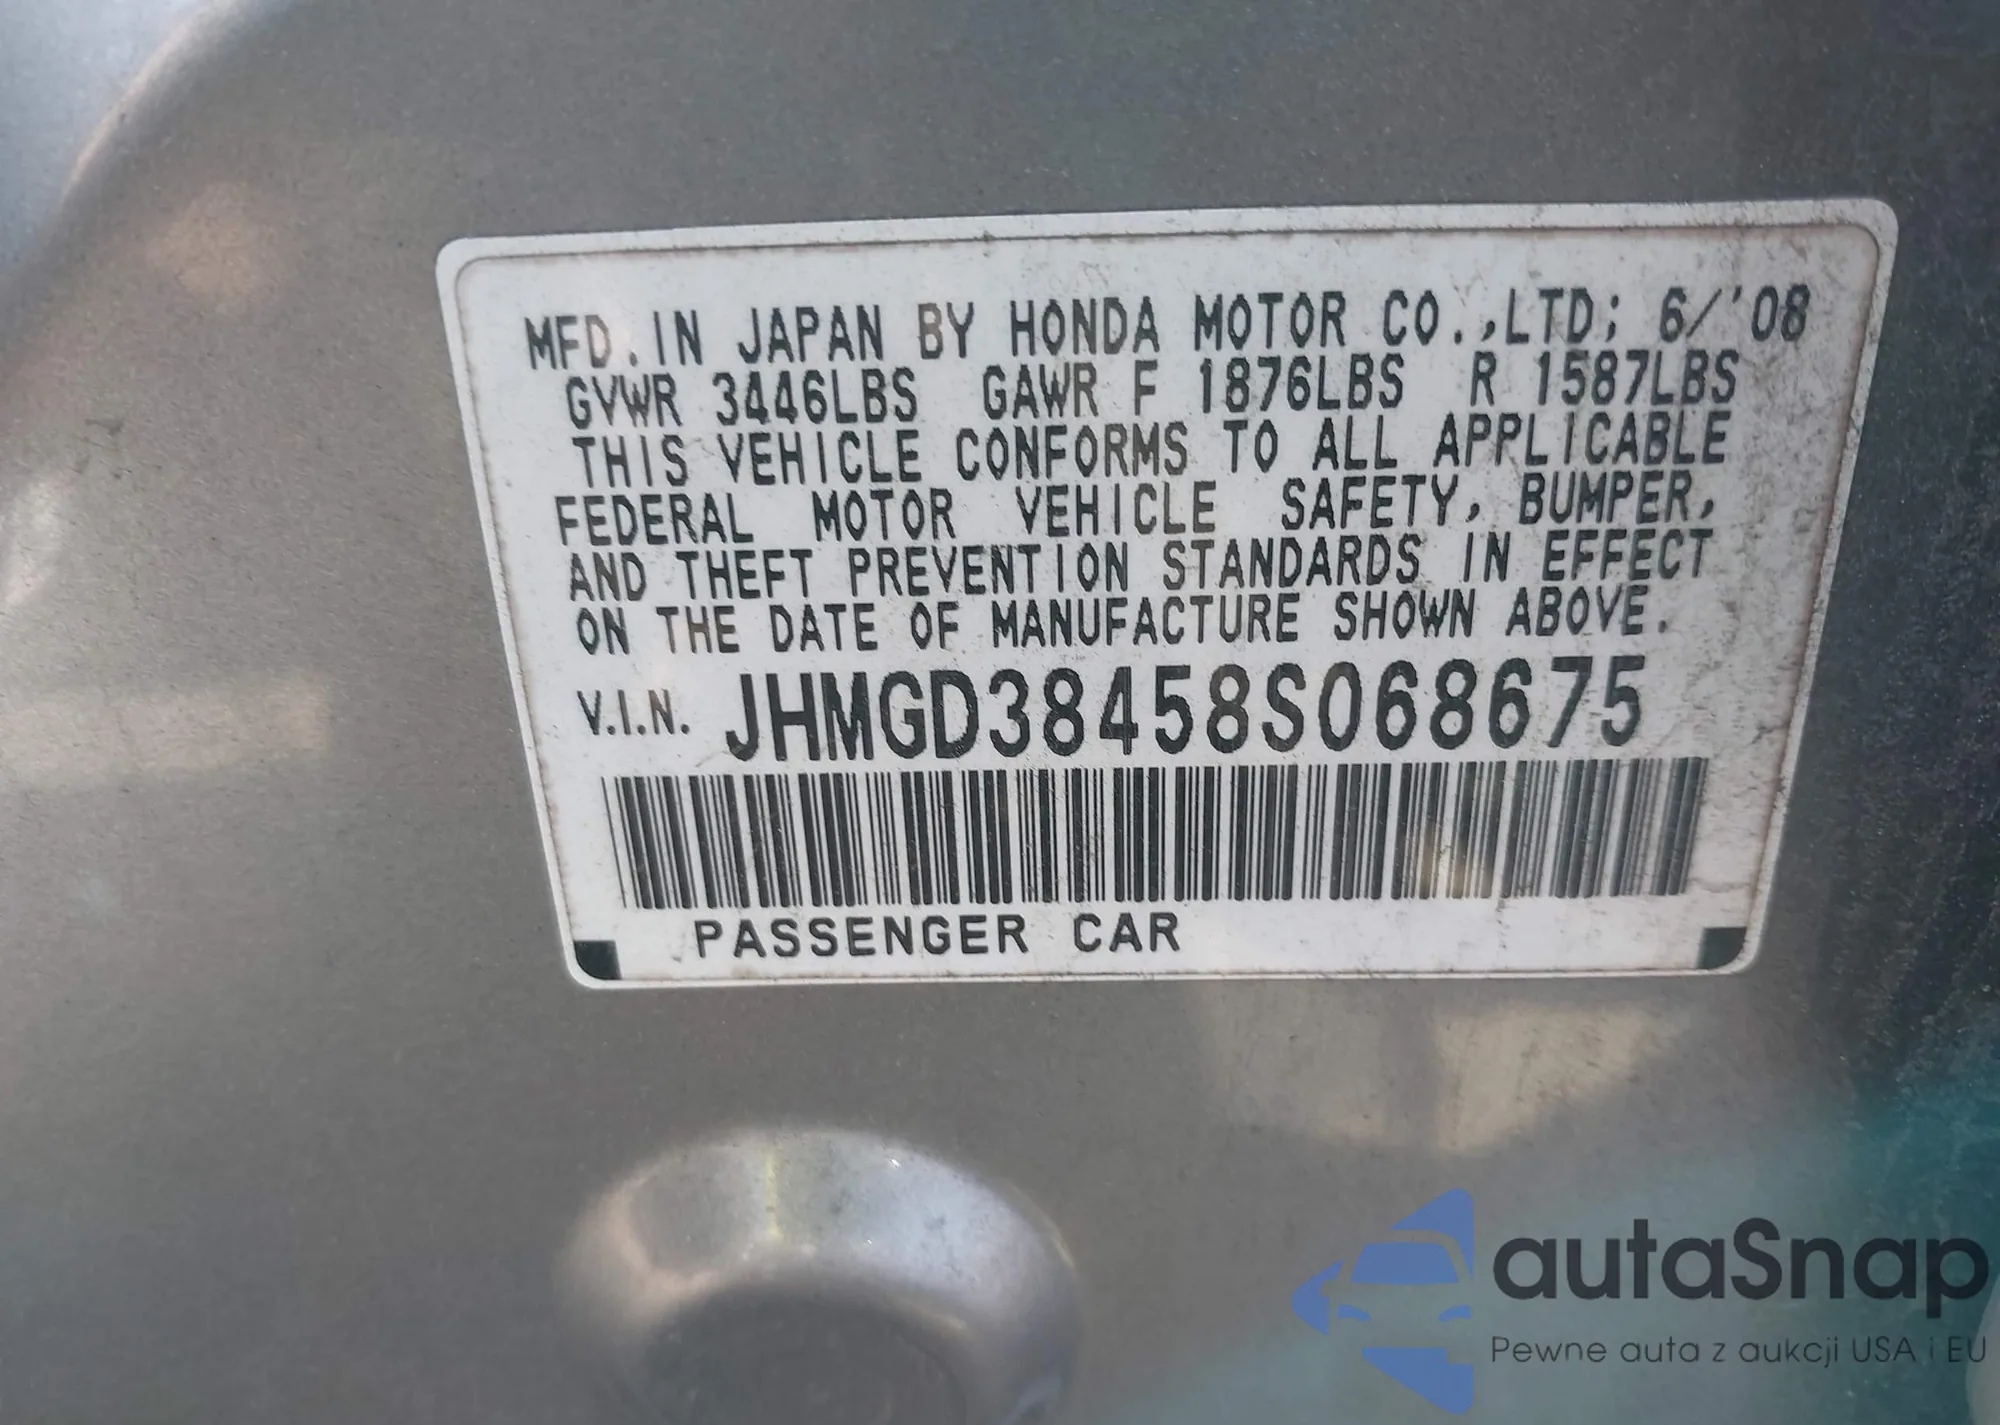 MFD. IN JAPAN BY HONDA MOTOR CO.,LTD; 6/'08
GVWR 3446LBS GAWR F 1876LBS R 1587LBS
THIS VEHICLE CONFORMS TO ALL APPLICABLE
FEDERAL MOTOR VEHICLE SAFETY, BUMPER,
AND THEFT PREVENTION STANDARDS IN EFFECT
ON THE DATE OF MANUFACTURE SHOWN ABOVE.
V.I.N. JHMGD38458S068675
PASSENGER CAR
autaSnap
Pewne auta z aukcji USA i EU